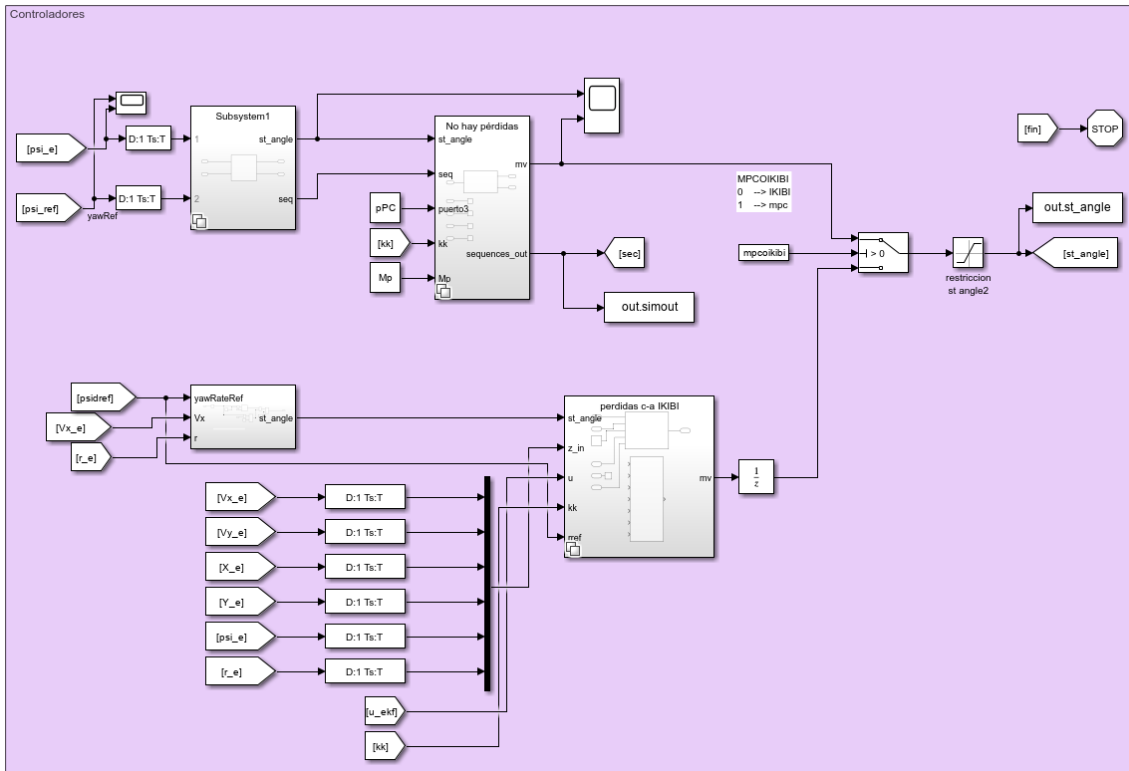 Controladores
[psi_e]
D:1 Ts:T
[psi_ref]
D:1 Ts:T
yawRef
Subsystem1
1
2
st_angle
seq
No hay pérdidas
st_angle
seq
puerto3
kk
Mp
mv
sequences_out
pPC
[kk]
Mp
[sec]
out.simout
[fin]
STOP
MPCOIKIBI
0 --> IKIBI
1 --> mpc
mpcoikibi
> 0
restriccion
st angle2
out.st_angle
[st_angle]
[psidref]
[Vx_e]
[r_e]
yawRateRef
Vx
r
st_angle
perdidas c-a IKIBI
st_angle
z_in
u
kk
rref
mv
1
z
[Vx_e]
D:1 Ts:T
[Vy_e]
D:1 Ts:T
[X_e]
D:1 Ts:T
[Y_e]
D:1 Ts:T
[psi_e]
D:1 Ts:T
[r_e]
D:1 Ts:T
[u_ekf]
[kk]